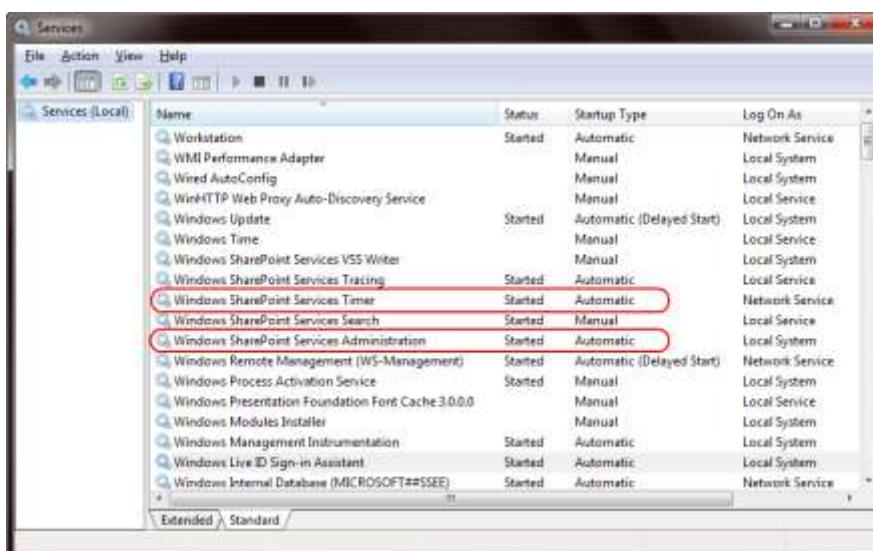 Services
File Action View Help
Services (Local)
Name Status Startup Type Log On As
Workstation Started Automatic Network Service
WMI Performance Adapter Manual Local System
Wired AutoConfig Manual Local System
WinHTTP Web Proxy Auto-Discovery Service Manual Local Service
Windows Update Started Automatic (Delayed Start) Local System
Windows Time Manual Local Service
Windows SharePoint Services VSS Writer Manual Local System
Windows SharePoint Services Tracing Started Automatic Local Service
Windows SharePoint Services Timer Started Automatic Network Service
Windows SharePoint Services Search Started Manual Local Service
Windows SharePoint Services Administration Started Automatic Local System
Windows Remote Management (WS-Management) Started Automatic (Delayed Start) Network Service
Windows Process Activation Service Started Manual Local System
Windows Presentation Foundation Font Cache 3.0.0.0 Manual Local Service
Windows Modules Installer Manual Local System
Windows Management Instrumentation Started Automatic Local System
Windows Live ID Sign-in Assistant Started Automatic Local System
Windows Internal Database (MICROSOFT##SSEE) Started Automatic Network Service
Extended Standard